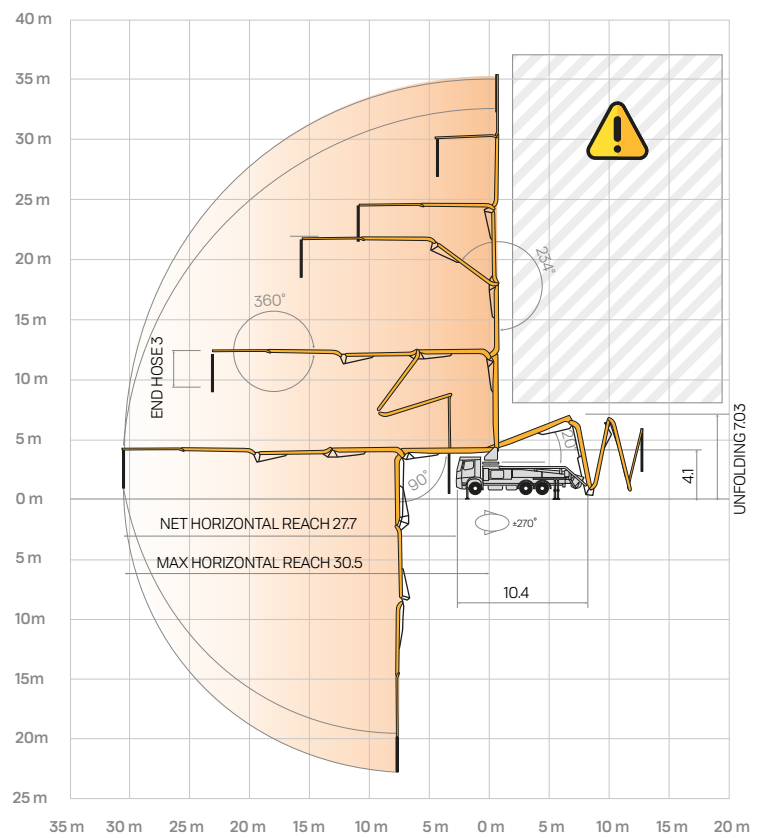 40 m
35 m
30 m
25 m
20 m
15 m
10 m
5 m
0 m
5 m
10 m
15 m
20 m
25 m
234°
360°
END HOSE 3
UNFOLDING 7.03
20
4.1
90°
NET HORIZONTAL REACH 27.7
±270°
MAX HORIZONTAL REACH 30.5
10.4
35 m 30 m 25 m 20 m 15 m 10 m 5 m 0 m 5 m 10 m 15 m 20 m